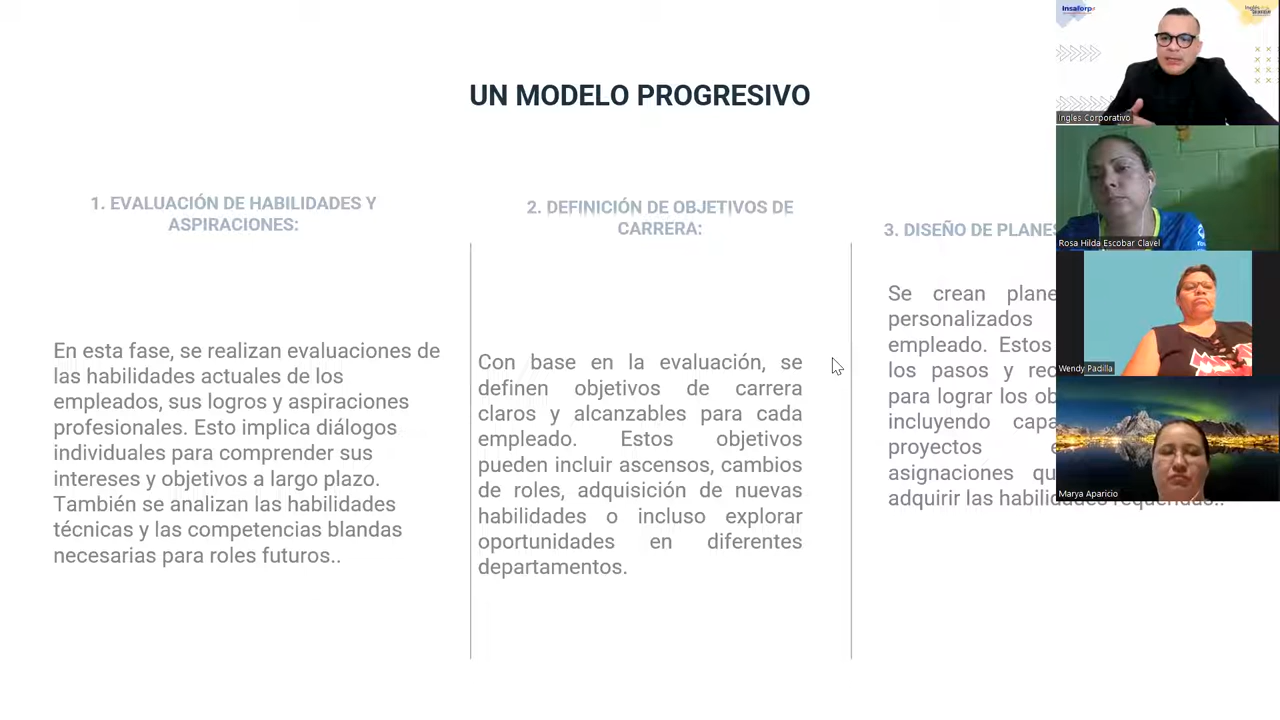 UN MODELO PROGRESIVO
1. EVALUACIÓN DE HABILIDADES Y
ASPIRACIONES:
En esta fase, se realizan evaluaciones de
las habilidades actuales de los
empleados, sus logros y aspiraciones
profesionales. Esto implica diálogos
individuales para comprender sus
intereses y objetivos a largo plazo.
También se analizan las habilidades
técnicas y las competencias blandas
necesarias para roles futuros..
2. DEFINICIÓN DE OBJETIVOS DE
CARRERA:
Con base en la evaluación, se
definen objetivos de carrera
claros y alcanzables para cada
empleado. Estos objetivos
pueden incluir ascensos, cambios
de roles, adquisición de nuevas
habilidades o incluso explorar
oportunidades en diferentes
departamentos.
3. DISEÑO DE PLANES
Se crean
personalizados
empleado. Estos
los pasos y
para lograr los
incluyendo
proyectos
asignaciones
adquirir las habilidades requeridas..
Insaforp
Ingles Corporativo
Rosa Hilda Escobar Clavel
Wendy Padilla
Marya Aparicio